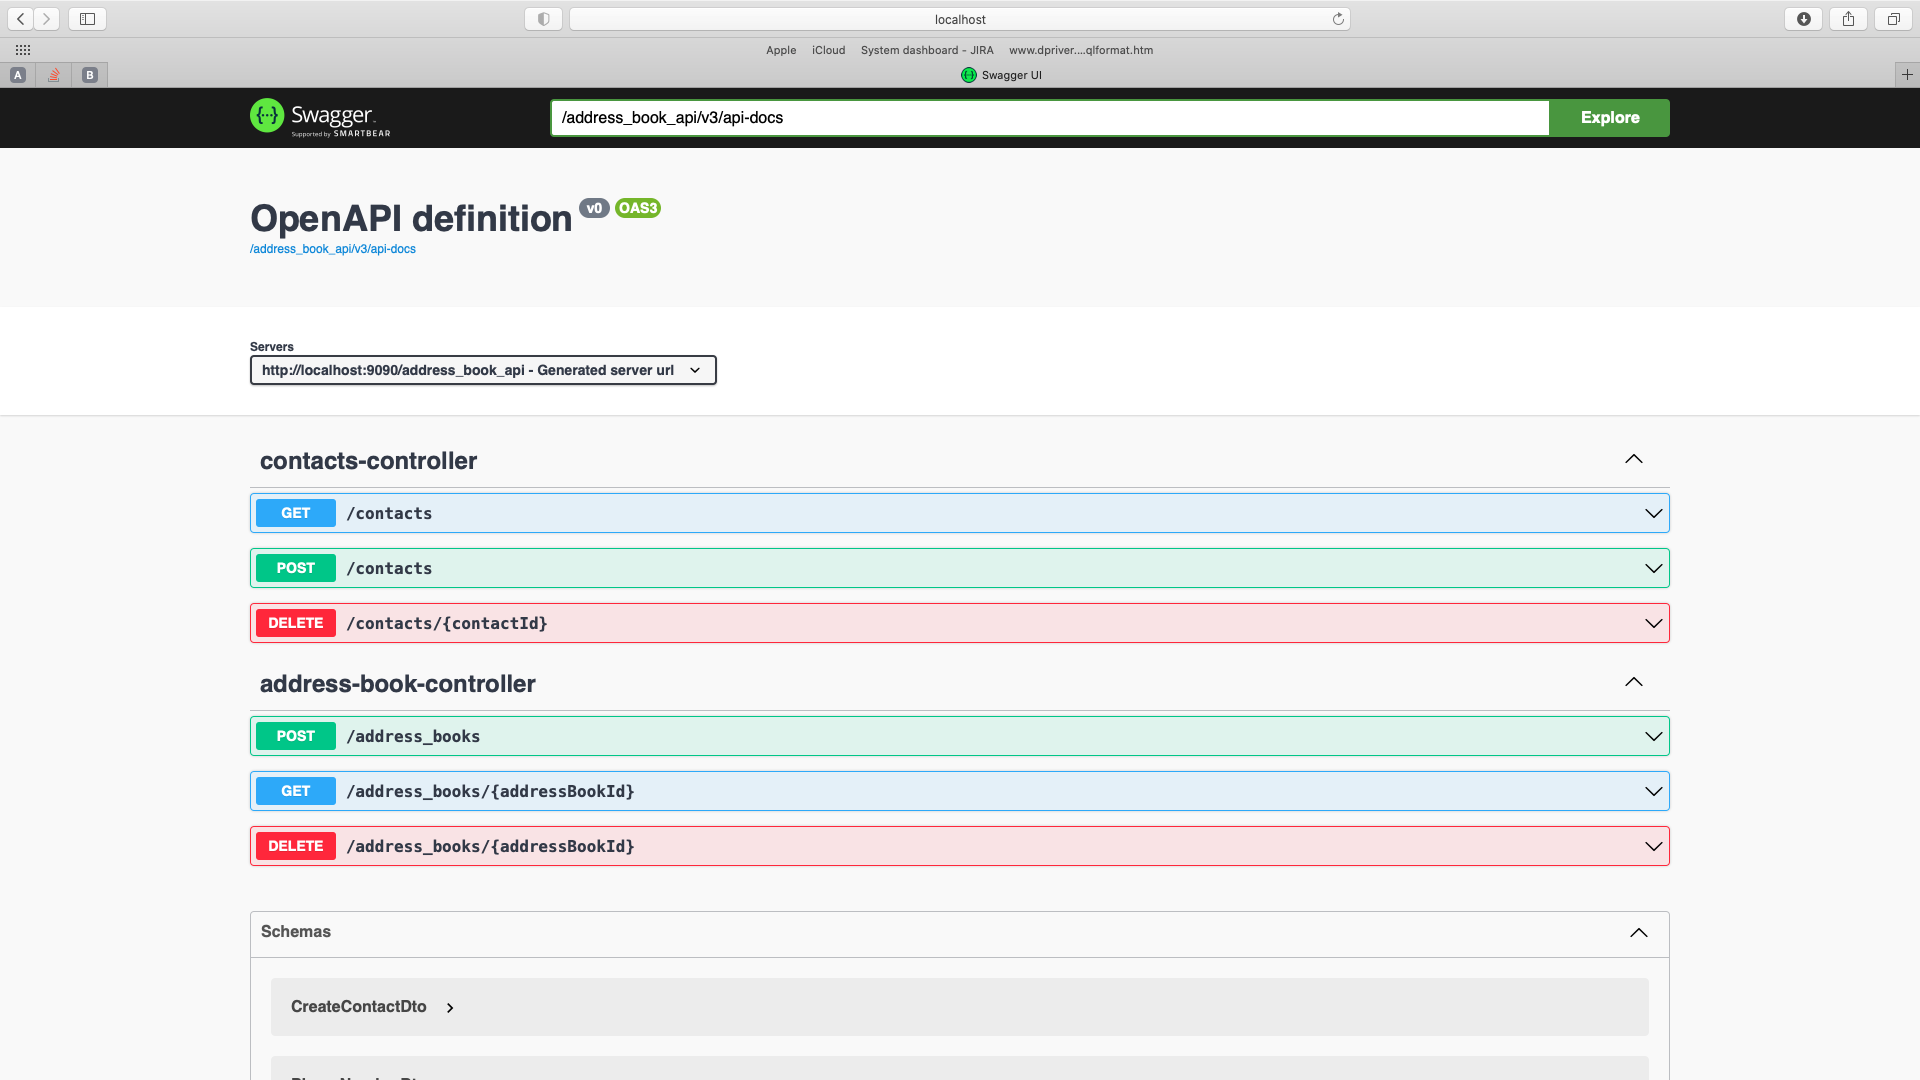 localhost
Apple iCloud System dashboard - JIRA www.dpriver....qlformat.htm
A B Swagger UI
Swagger
Supported by SMARTBEAR
/address_book_api/v3/api-docs Explore
OpenAPI definition v0 OAS3
/address_book_api/v3/api-docs
Servers
http://localhost:9090/address_book_api - Generated server url
contacts-controller
GET /contacts
POST /contacts
DELETE /contacts/{contactId}
address-book-controller
POST /address_books
GET /address_books/{addressBookId}
DELETE /address_books/{addressBookId}
Schemas
CreateContactDto